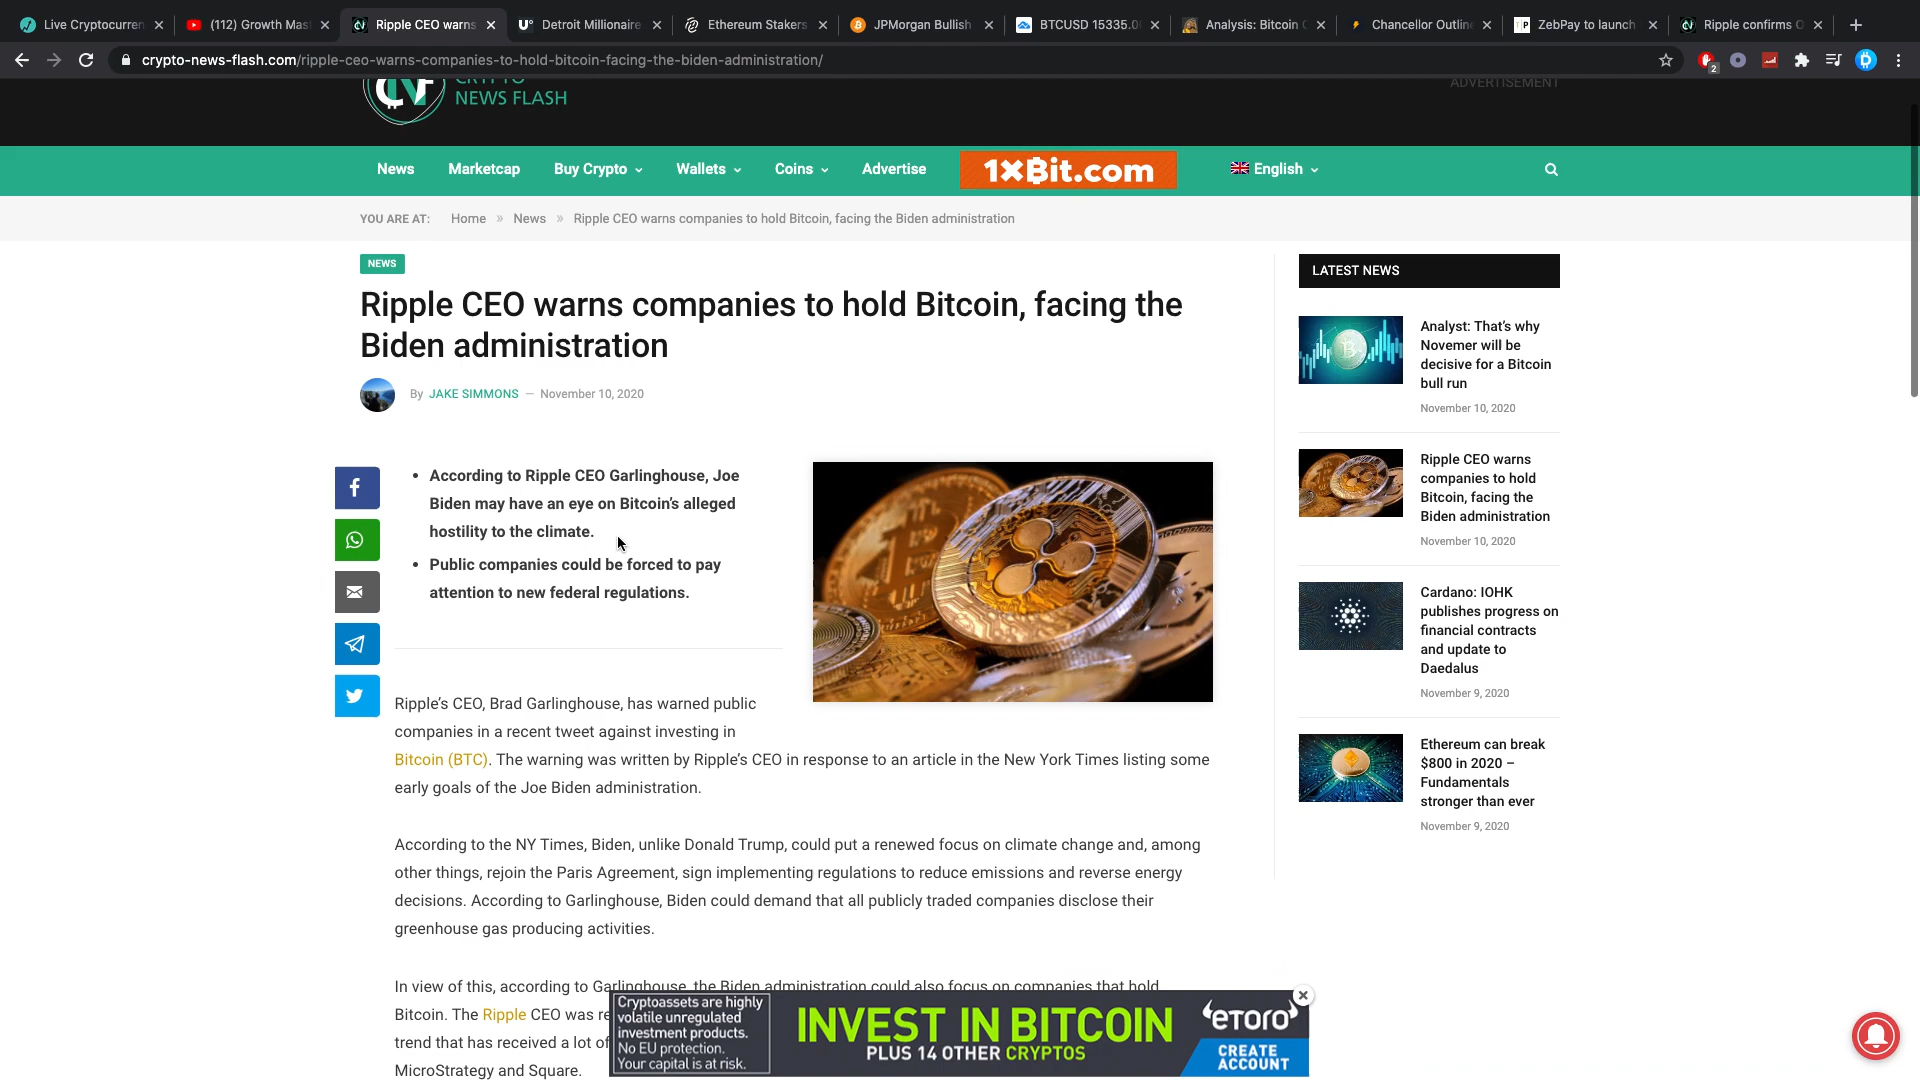 Live Cryptocurren
(112) Growth Mas
Ripple CEO warns
Detroit Millionaire
Ethereum Stakers
JPMorgan Bullish
BTCUSD 15335.0
Analysis: Bitcoin
Chancellor Outline
ZebPay to launch
Ripple confirms O
crypto-news-flash.com/ripple-ceo-warns-companies-to-hold-bitcoin-facing-the-biden-administration/
2
CRYPTO
NEWS FLASH
ADVERTISEMENT
News
Marketcap
Buy Crypto
Wallets
Coins
Advertise
1XBit.com
English
YOU ARE AT: Home » News » Ripple CEO warns companies to hold Bitcoin, facing the Biden administration
NEWS
Ripple CEO warns companies to hold Bitcoin, facing the
Biden administration
By JAKE SIMMONS — November 10, 2020
• According to Ripple CEO Garlinghouse, Joe
Biden may have an eye on Bitcoin's alleged
hostility to the climate.
• Public companies could be forced to pay
attention to new federal regulations.
Ripple's CEO, Brad Garlinghouse, has warned public
companies in a recent tweet against investing in
Bitcoin (BTC). The warning was written by Ripple's CEO in response to an article in the New York Times listing some
early goals of the Joe Biden administration.
According to the NY Times, Biden, unlike Donald Trump, could put a renewed focus on climate change and, among
other things, rejoin the Paris Agreement, sign implementing regulations to reduce emissions and reverse energy
decisions. According to Garlinghouse, Biden could demand that all publicly traded companies disclose their
greenhouse gas producing activities.
In view of this, according to Garlinghouse, the Biden administration could also focus on companies that hold
Bitcoin. The Ripple CEO was re
trend that has received a lot of
MicroStrategy and Square.
LATEST NEWS
Analyst: That's why
Novemer will be
decisive for a Bitcoin
bull run
November 10, 2020
Ripple CEO warns
companies to hold
Bitcoin, facing the
Biden administration
November 10, 2020
Cardano: IOHK
publishes progress on
financial contracts
and update to
Daedalus
November 9, 2020
Ethereum can break
$800 in 2020 –
Fundamentals
stronger than ever
November 9, 2020
Cryptoassets are highly
volatile unregulated
investment products.
No EU protection.
Your capital is at risk.
INVEST IN BITCOIN
PLUS 14 OTHER CRYPTOS
eToro
CREATE
ACCOUNT